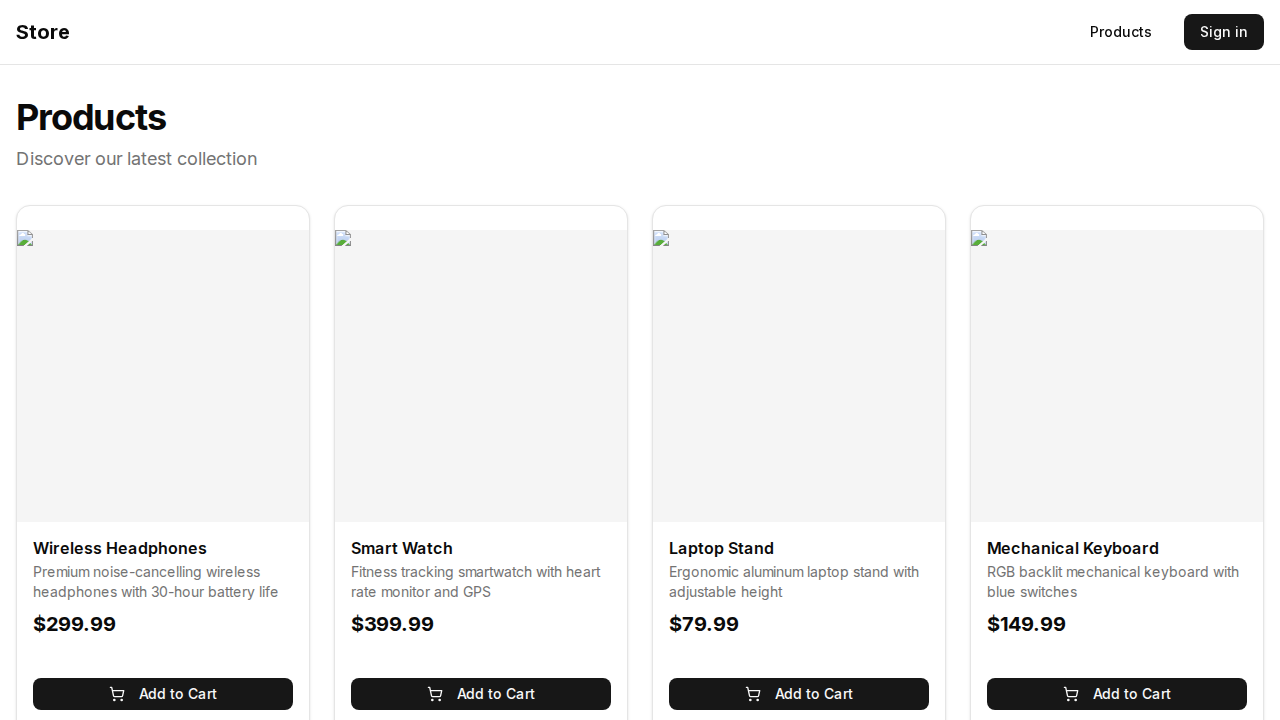 Store
Products
Sign in
Products
Discover our latest collection
Wireless Headphones
Premium noise-cancelling wireless
headphones with 30-hour battery life
$299.99
Add to Cart
Smart Watch
Fitness tracking smartwatch with heart
rate monitor and GPS
$399.99
Add to Cart
Laptop Stand
Ergonomic aluminum laptop stand with
adjustable height
$79.99
Add to Cart
Mechanical Keyboard
RGB backlit mechanical keyboard with
blue switches
$149.99
Add to Cart